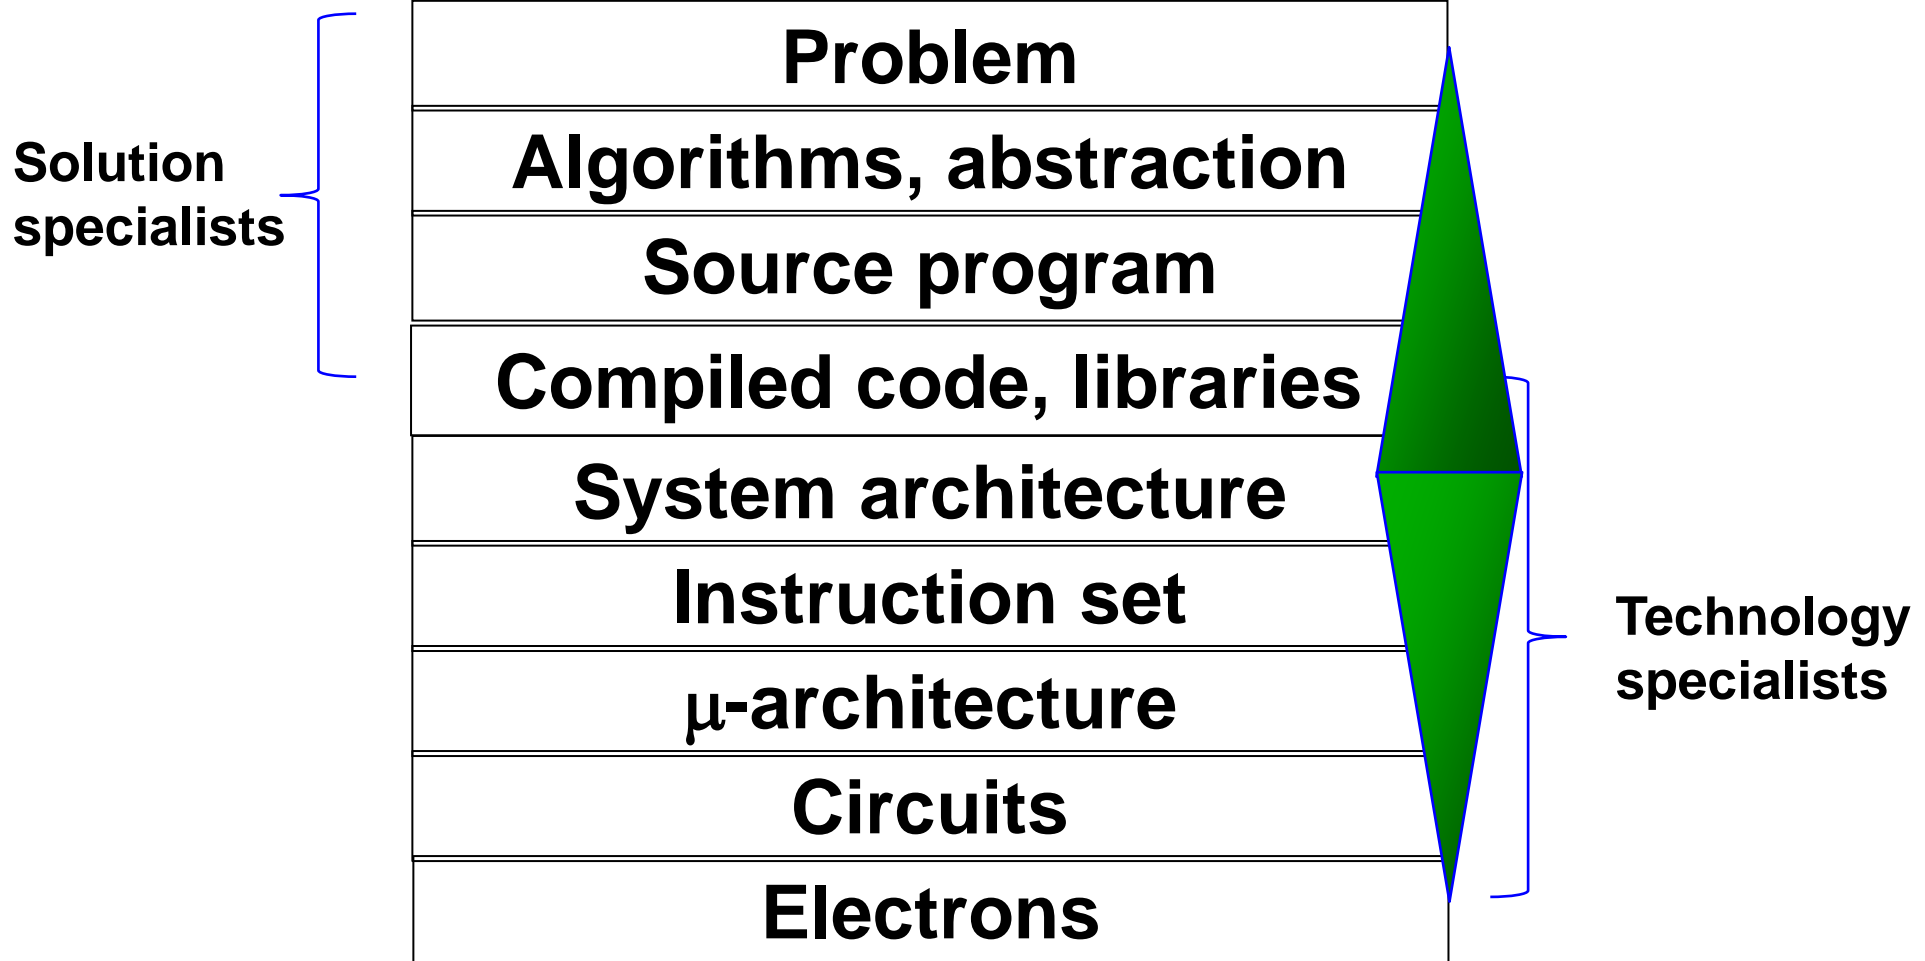 Problem
Algorithms, abstraction
Source program
Compiled code, libraries
System architecture
Instruction set
μ-architecture
Circuits
Electrons
Solution
specialists
Technology
specialists